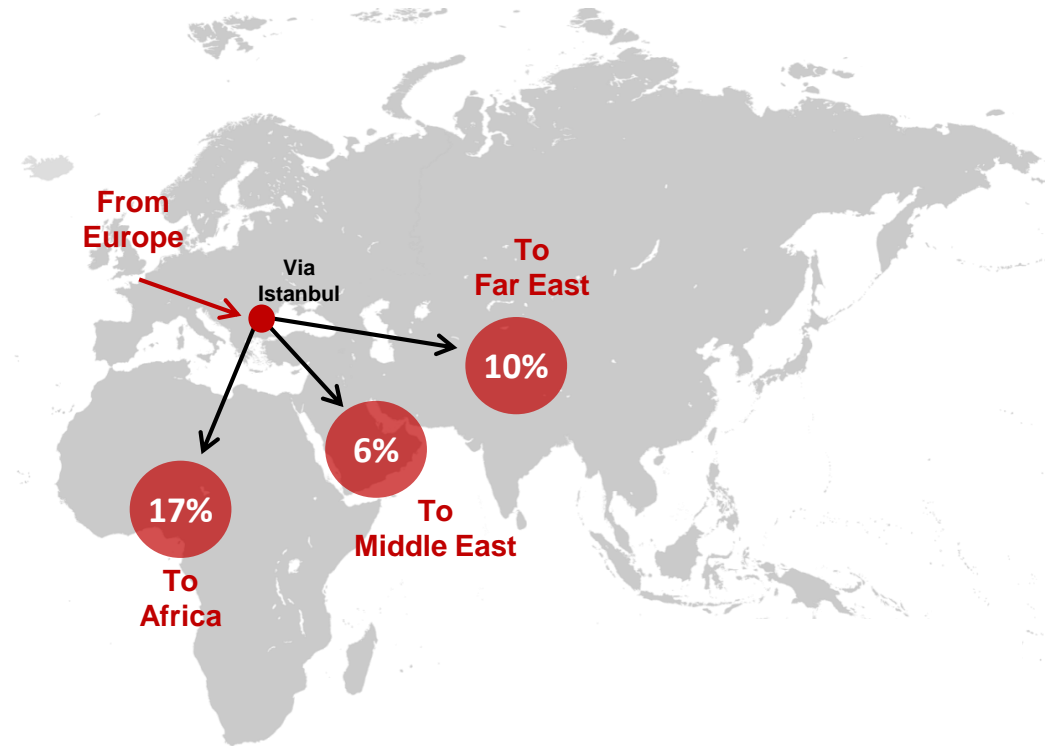 From
Europe
Via
Istanbul
To
Far East
10%
6%
To
Middle East
17%
To
Africa